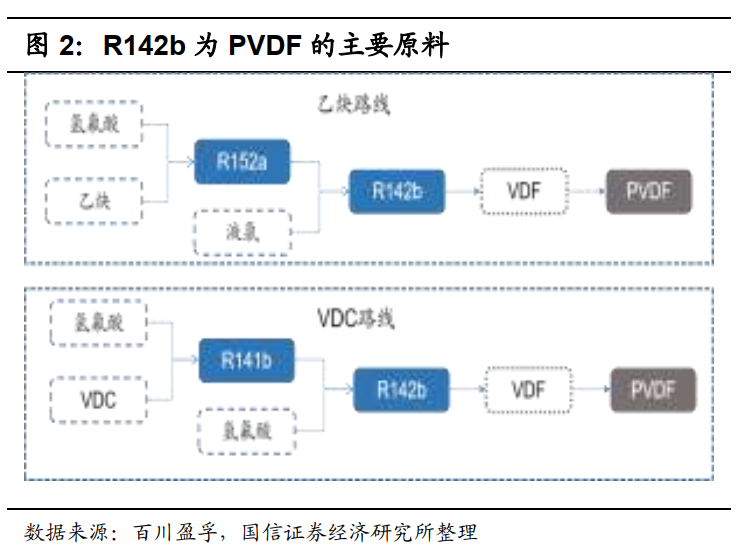 图 2：R142b 为 PVDF 的主要原料
乙炔路线
氢氟酸
乙炔
R152a
液氯
R142b
VDF
PVDF
VDC路线
氢氟酸
VDC
R141b
氢氟酸
R142b
VDF
PVDF
数据来源：百川盈孚，国信证券经济研究所整理